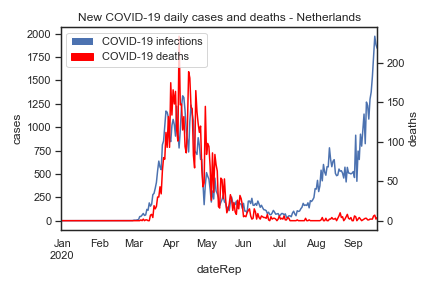 New COVID-19 daily cases and deaths - Netherlands
COVID-19 infections
COVID-19 deaths
cases
2000
1750
1500
1250
1000
750
500
250
0
deaths
200
150
100
50
0
Jan Feb Mar Apr May Jun Jul Aug Sep
2020
dateRep